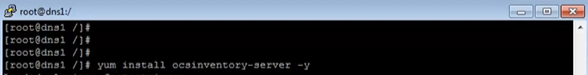 root@dns1:/
[root@dns1 /]#
[root@dns1 /]#
[root@dns1 /]#
[root@dns1 /]# yum install ocsinventory-server -y